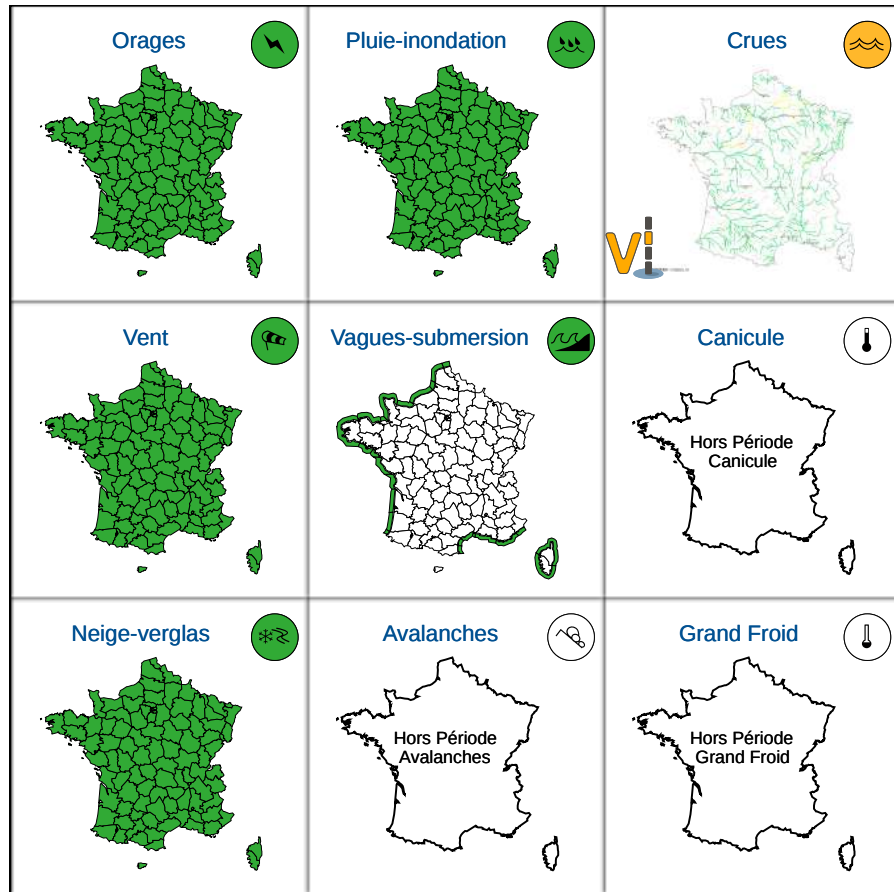 Orages
Pluie-inondation
Crues
Vi
Vent
Vagues-submersion
Canicule
Hors Période
Canicule
Neige-verglas
Avalanches
Hors Période
Avalanches
Grand Froid
Hors Période
Grand Froid